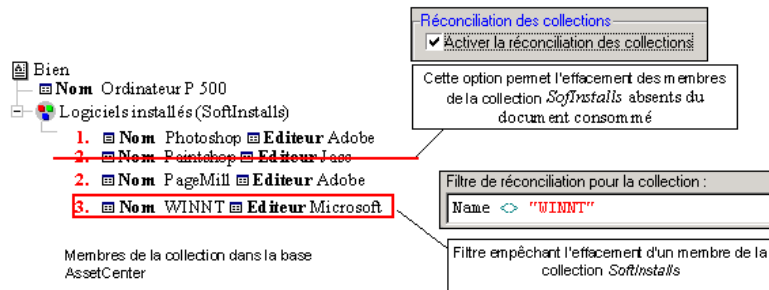 Réconciliation des collections
Activer la réconciliation des collections
Bien
Nom Ordinateur P 500
Logiciels installés (SoftInstalls)
1. Nom Photoshop Editeur Adobe
2. Nom Paintshop Editeur Jasc
2. Nom PageMill Editeur Adobe
3. Nom WINNT Editeur Microsoft
Cette option permet l'effacement des membres
de la collection SofInstalls absents du
document consommé
Filtre de réconciliation pour la collection :
Name <> "WINNT"
Filtre empêchant l'effacement d'un membre de la
collection SoftInstalls
Membres de la collection dans la base
AssetCenter